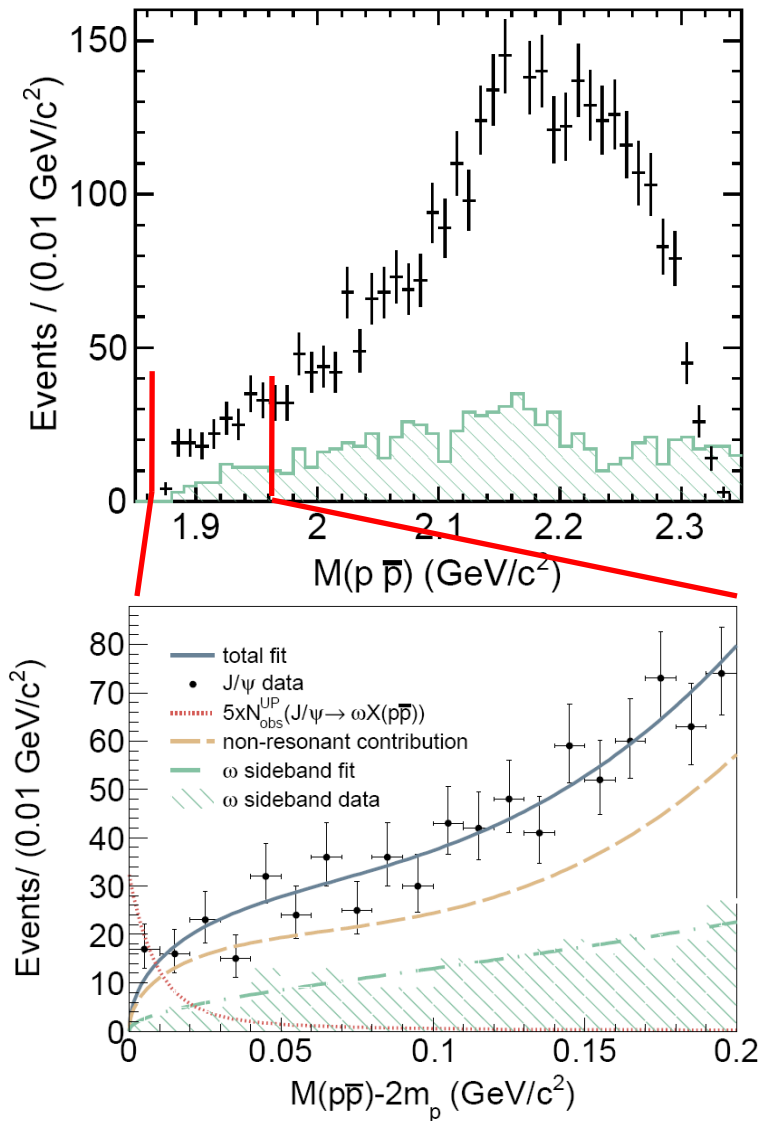 Events / (0.01 GeV/c²)
150
100
50
0
1.9 2 2.1 2.2 2.3
M(p p̅) (GeV/c²)
Events/ (0.01 GeV/c²)
80
70
60
50
40
30
20
10
0
total fit
J/ψ data
5xN^UP_obs(J/ψ→ ωX(pp̅))
non-resonant contribution
ω sideband fit
ω sideband data
0 0.05 0.1 0.15 0.2
M(pp̅)-2m_p (GeV/c²)